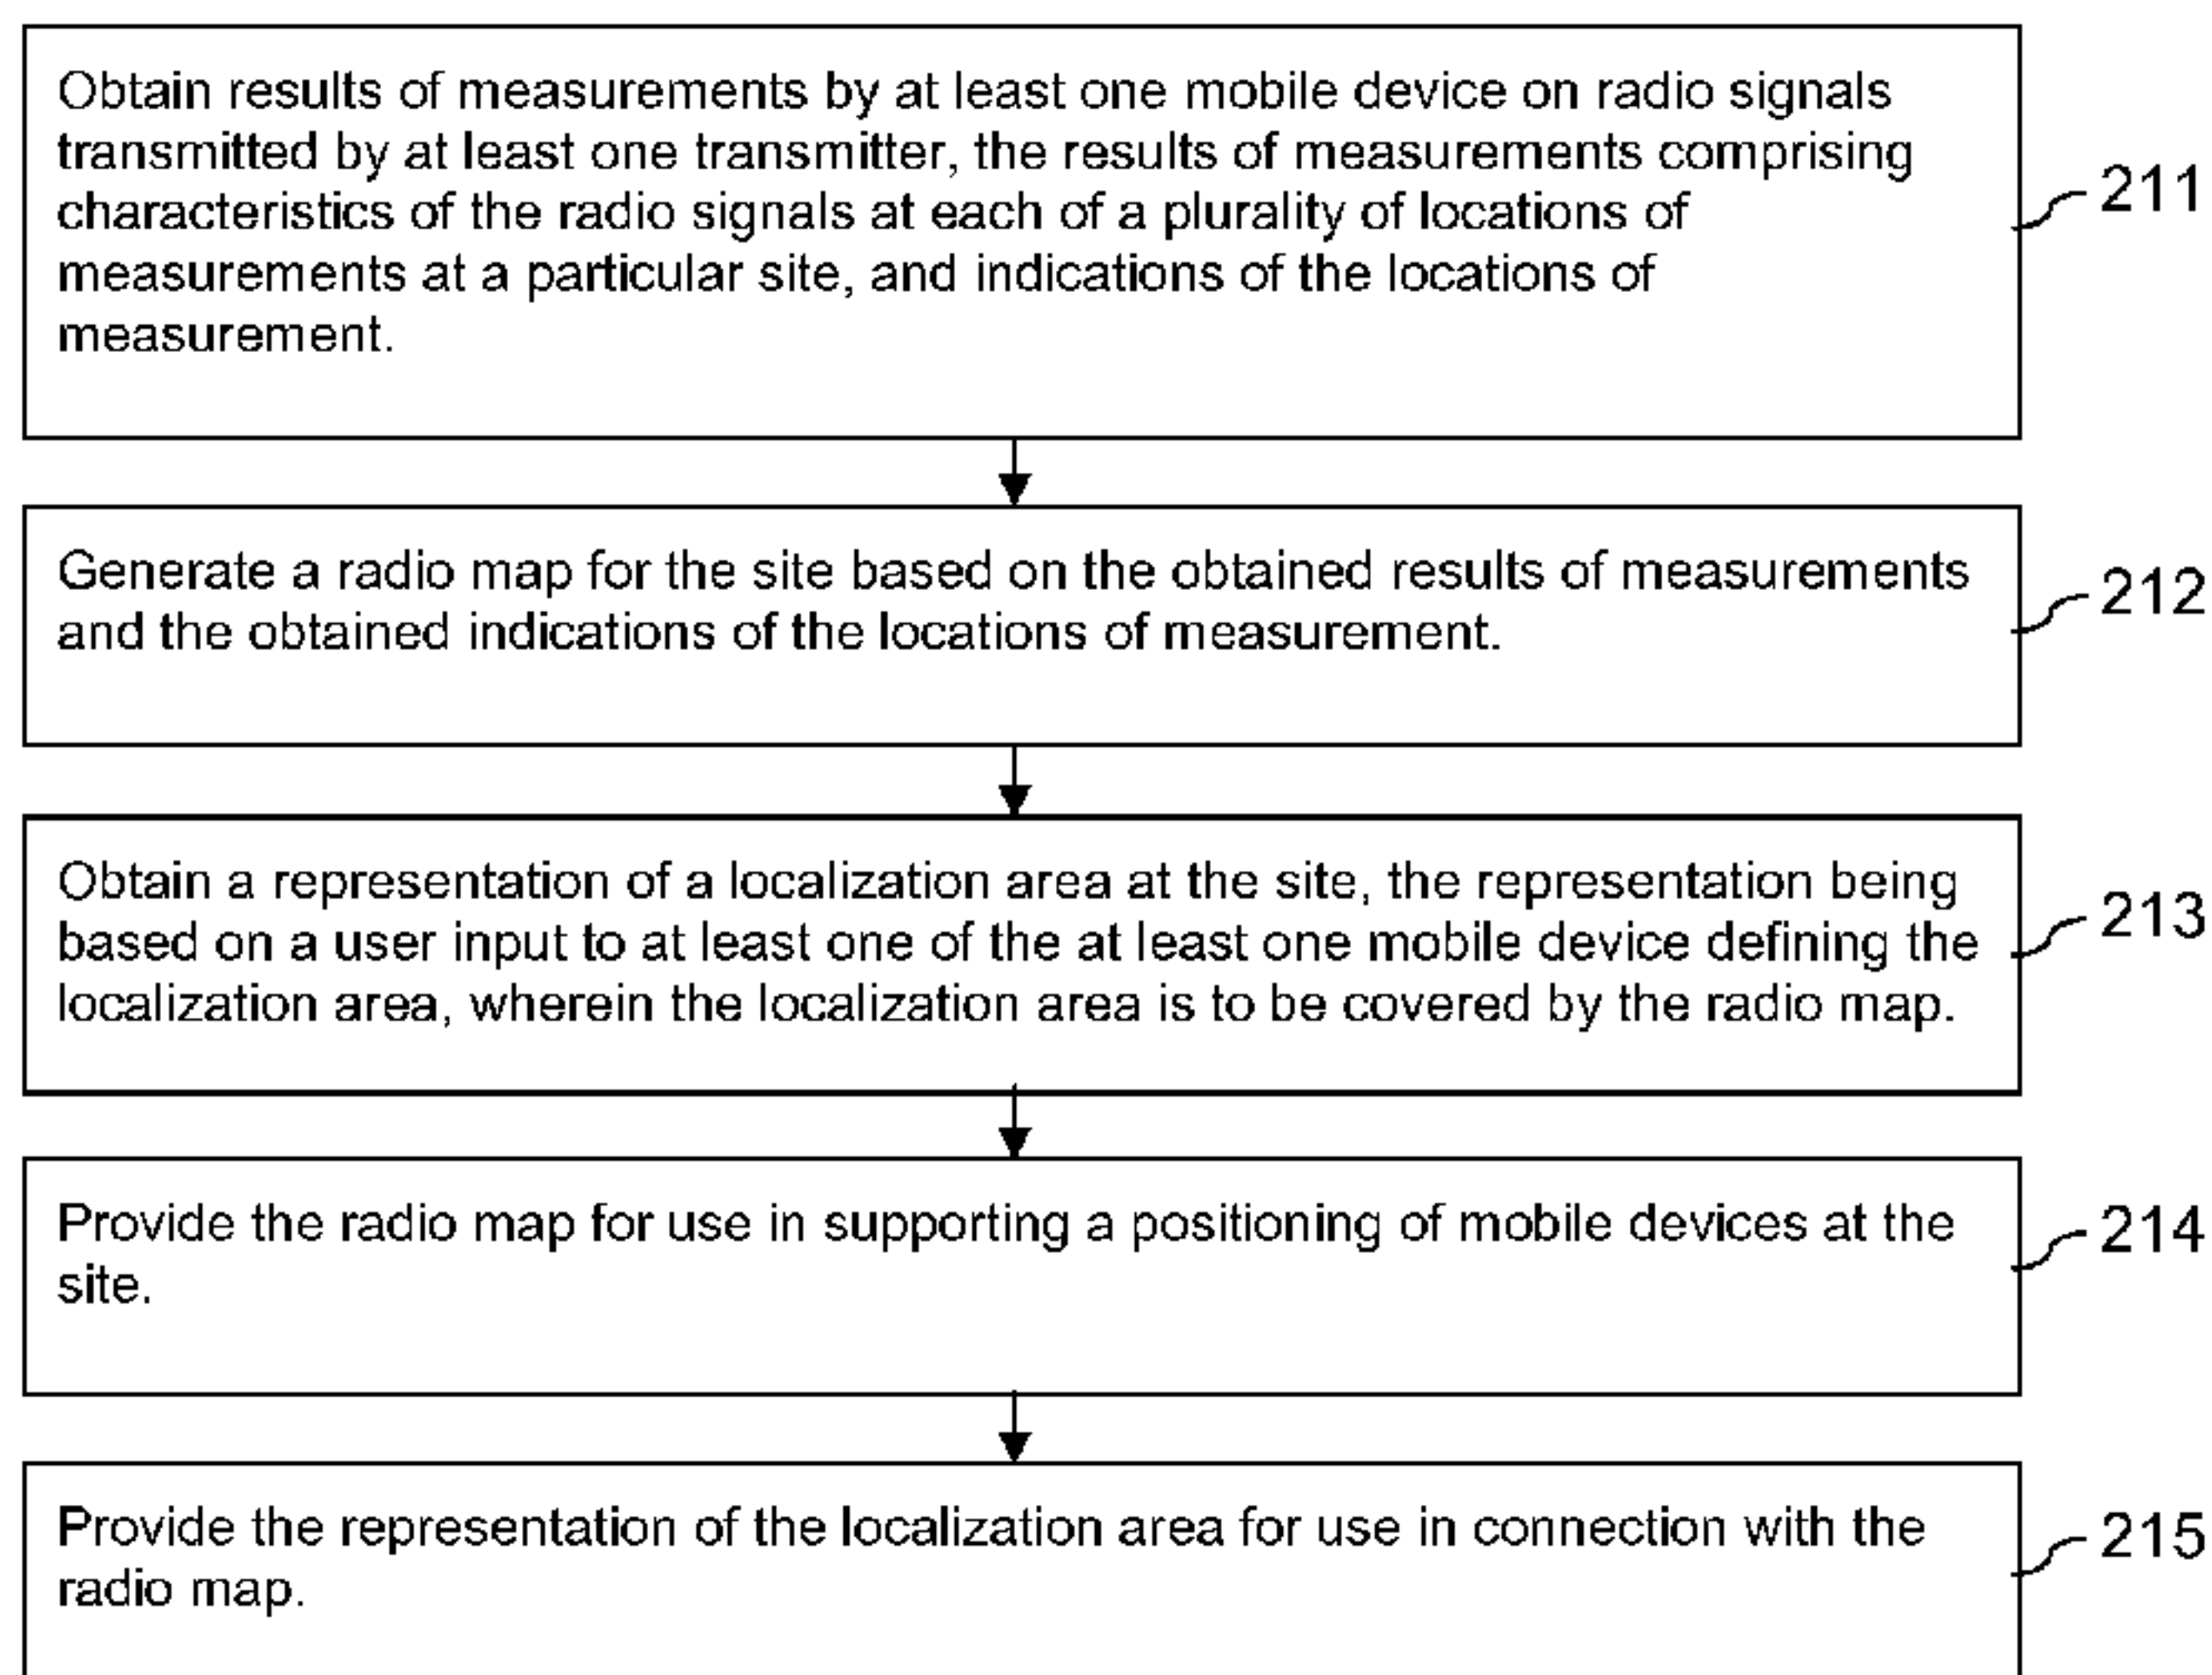 Obtain results of measurements by at least one mobile device on radio signals
transmitted by at least one transmitter, the results of measurements comprising
characteristics of the radio signals at each of a plurality of locations of
measurements at a particular site, and indications of the locations of
measurement.
211
Generate a radio map for the site based on the obtained results of measurements
and the obtained indications of the locations of measurement.
212
Obtain a representation of a localization area at the site, the representation being
based on a user input to at least one of the at least one mobile device defining the
localization area, wherein the localization area is to be covered by the radio map.
213
Provide the radio map for use in supporting a positioning of mobile devices at the
site.
214
Provide the representation of the localization area for use in connection with the
radio map.
215